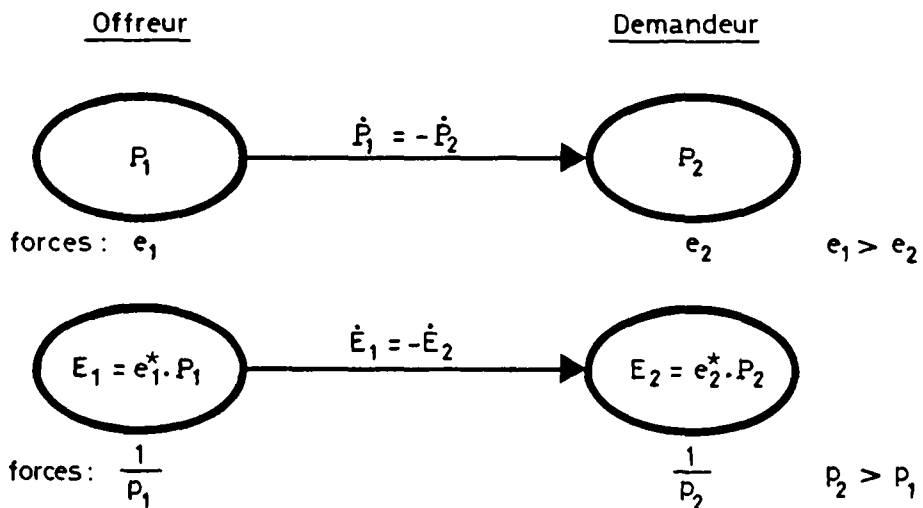 Offreur Demandeur
Ṗ₁ = -Ṗ₂
P₁ P₂
forces : e₁ e₂ e₁ > e₂
Ė₁ = -Ė₂
E₁ = e₁*. P₁ E₂ = e₂*. P₂
forces : 1/p₁ 1/p₂ p₂ > p₁